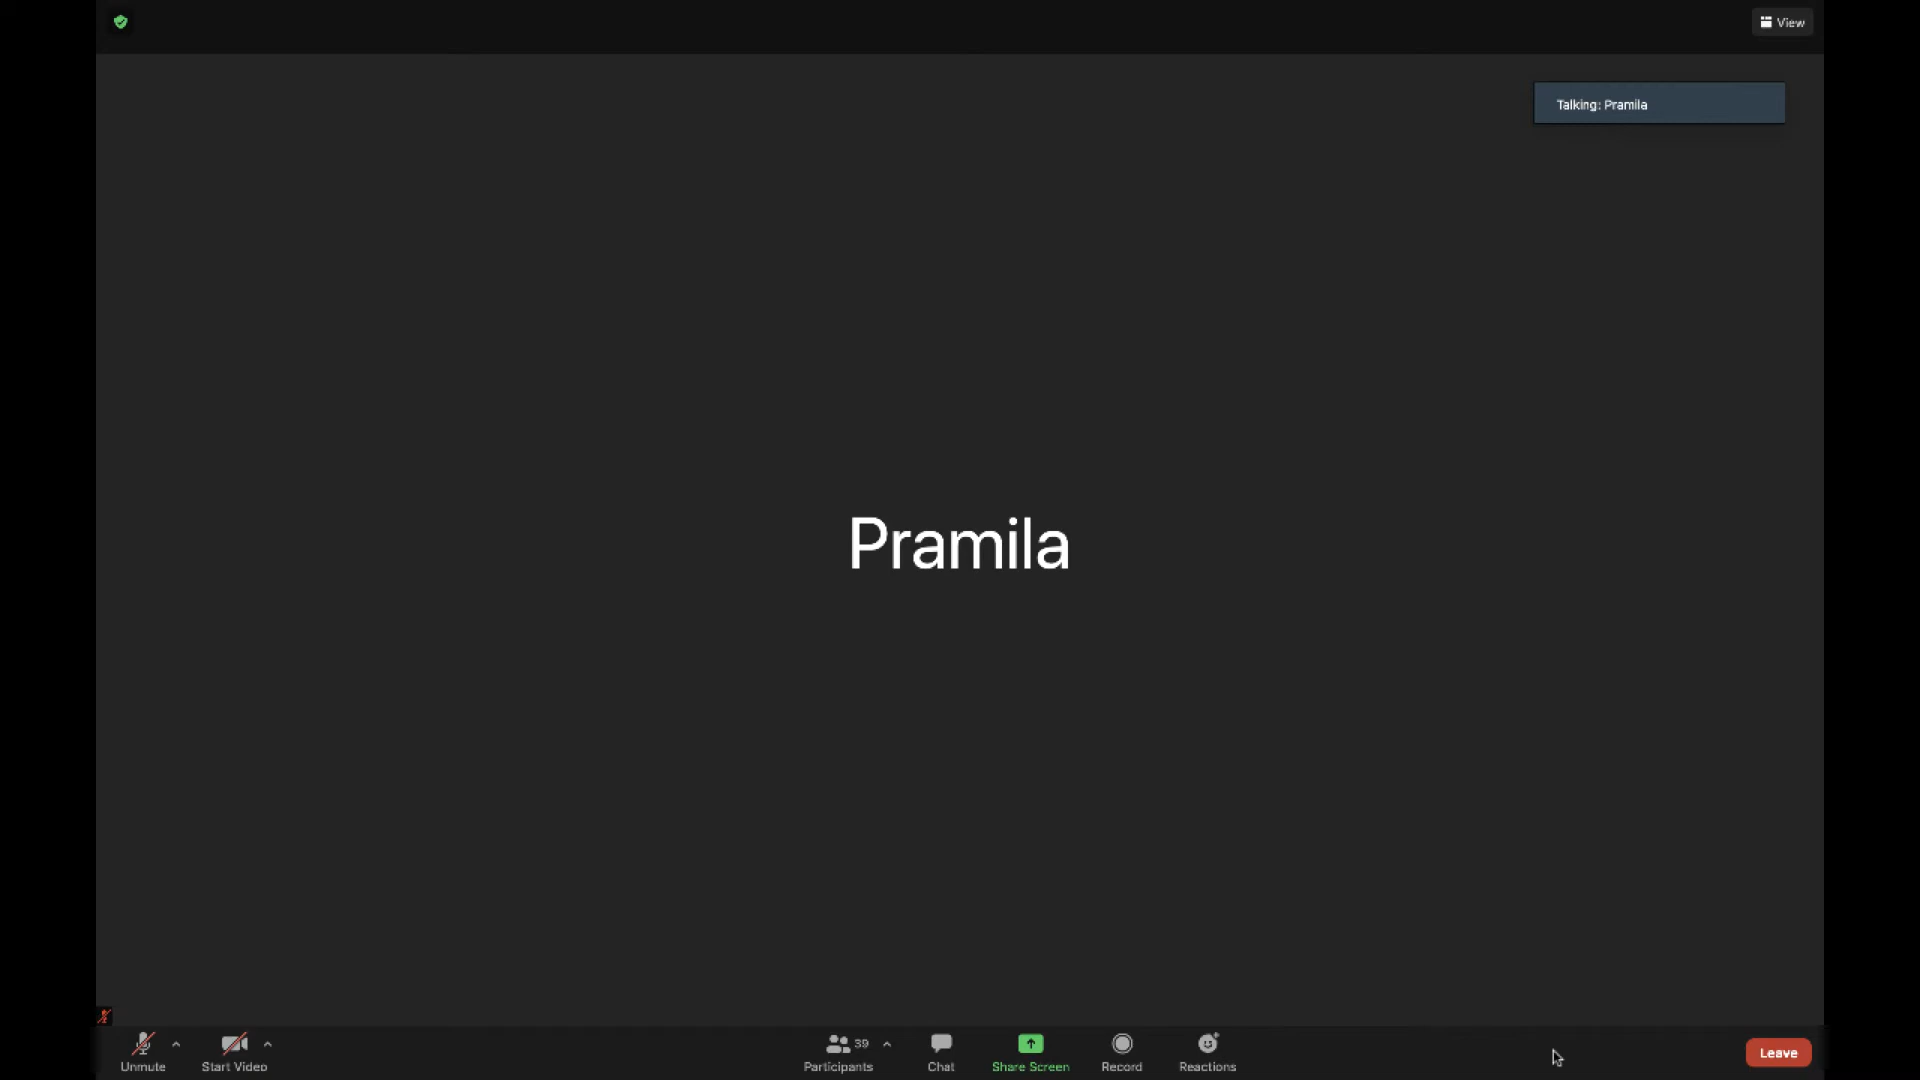 View
Talking: Pramila
Pramila
Unmute
Start Video
39
Participants
Chat
Share Screen
Record
Reactions
Leave